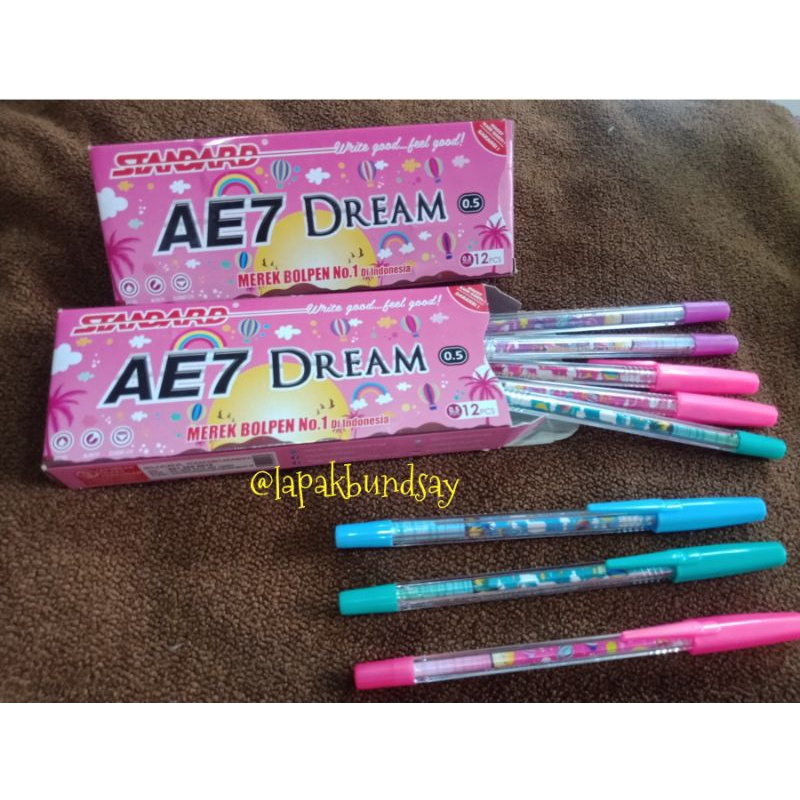 STANDARD
Write good...feel good!
AE7 DREAM 0.5
MEREK BOLPEN No.1 Di Indonesia
12 PCS
STANDARD
Write good...feel good!
AE7 DREAM 0.5
MEREK BOLPEN No.1 Di Indonesia
12 PCS
@lapakbundsay